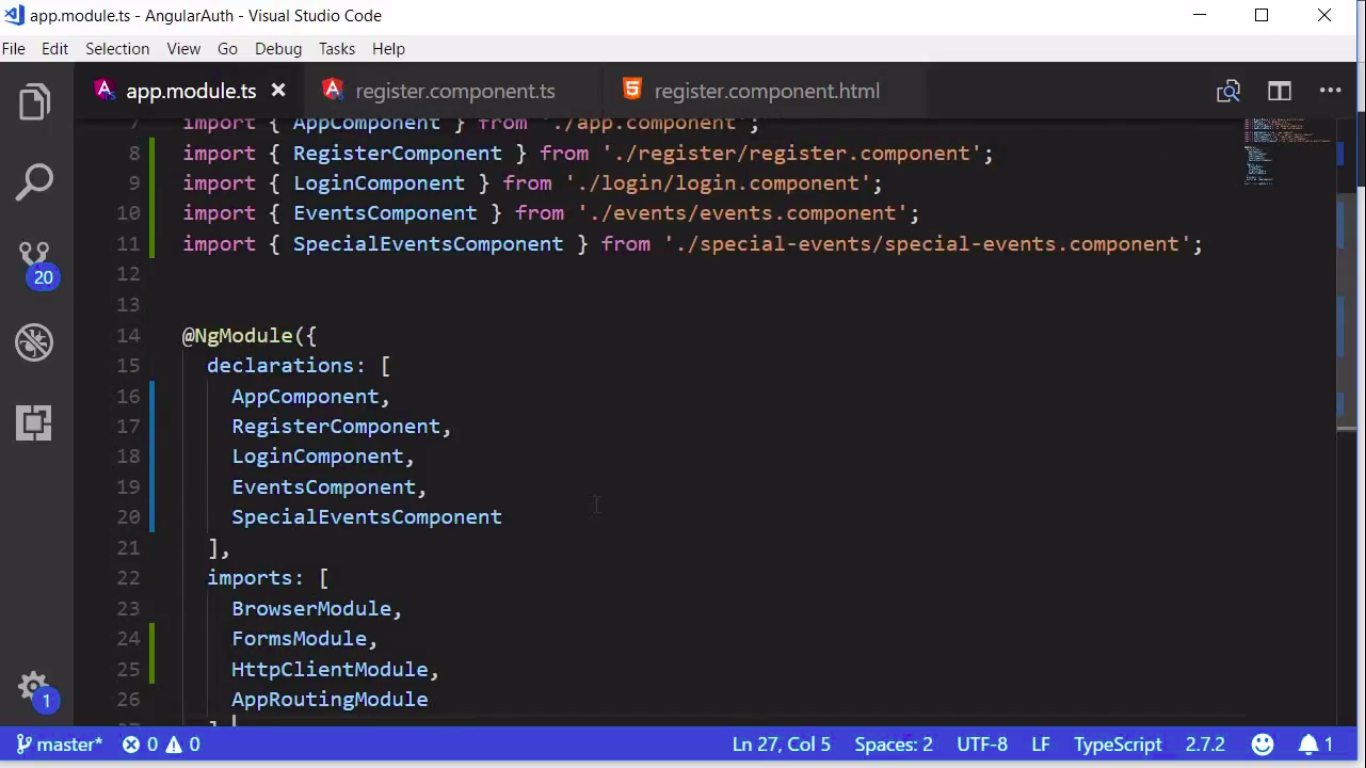 app.module.ts - AngularAuth - Visual Studio Code
File Edit Selection View Go Debug Tasks Help
app.module.ts register.component.ts register.component.html
7 import { AppComponent } from './app.component';
8 import { RegisterComponent } from './register/register.component';
9 import { LoginComponent } from './login/login.component';
10 import { EventsComponent } from './events/events.component';
11 import { SpecialEventsComponent } from './special-events/special-events.component';
12
13
14 @NgModule({
15 declarations: [
16 AppComponent,
17 RegisterComponent,
18 LoginComponent,
19 EventsComponent,
20 SpecialEventsComponent
21 ],
22 imports: [
23 BrowserModule,
24 FormsModule,
25 HttpClientModule,
26 AppRoutingModule
20
1
master* 0 0 Ln 27, Col 5 Spaces: 2 UTF-8 LF TypeScript 2.7.2 1